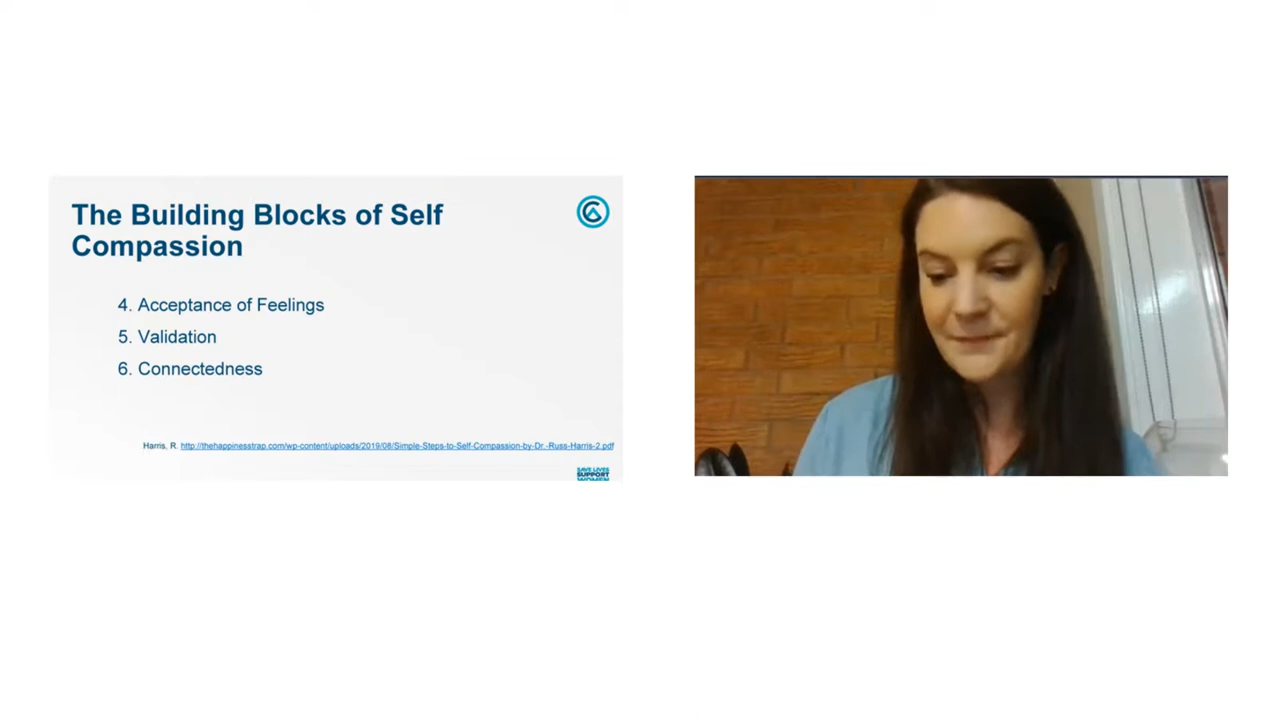 The Building Blocks of Self
Compassion
4. Acceptance of Feelings
5. Validation
6. Connectedness
Harris, R. http://thehappinesstrap.com/wp-content/uploads/2019/08/Simple-Steps-to-Self-Compassion-by-Dr.-Russ-Harris-2.pdf
SAVE LIVES
SUPPORT
WOMEN